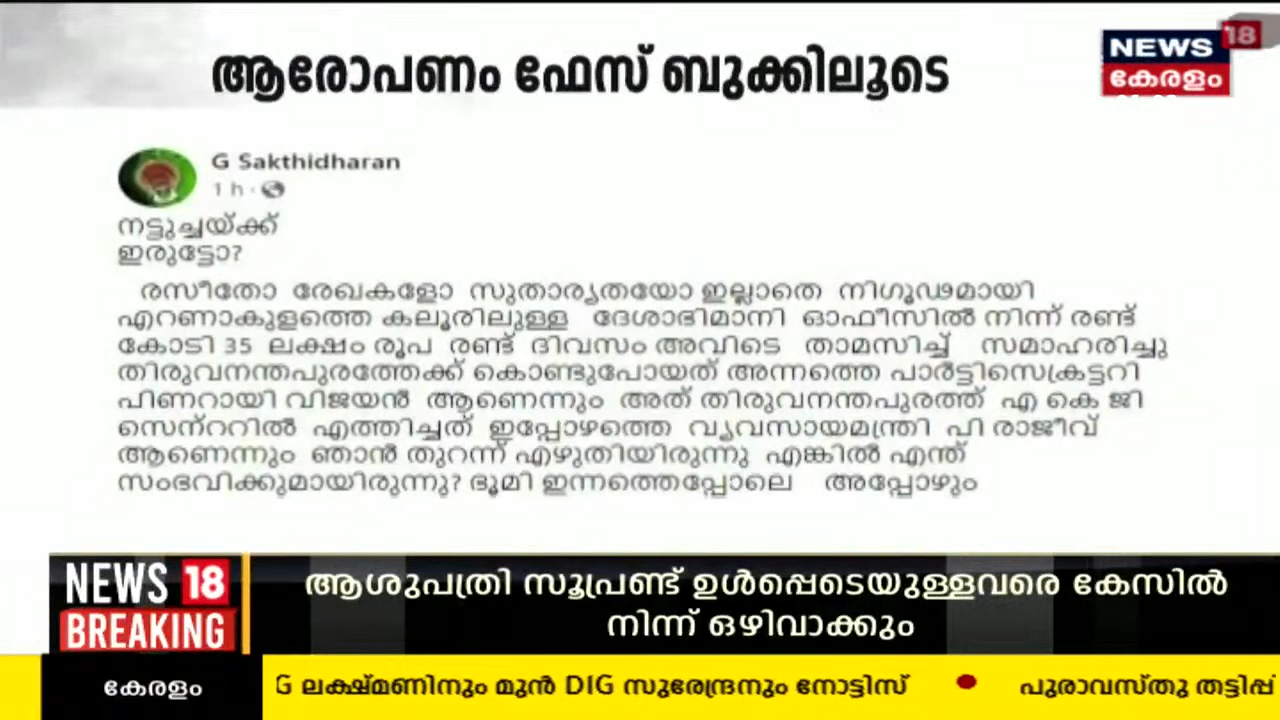 ആരോപണം ഫേസ് ബുക്കിലൂടെ
NEWS 18
കേരളം
G Sakthidharan
1 h ·
നട്ടുച്ചയ്ക്ക്
ഇരുട്ടോ?
രസീതോ രേഖകളോ സുതാര്യതയോ ഇല്ലാതെ നിഗൂഢമായി
എറണാകുളത്തെ കലൂരിലുള്ള ദേശാഭിമാനി ഓഫീസിൽ നിന്ന് രണ്ട്
കോടി 35 ലക്ഷം രൂപ രണ്ട് ദിവസം അവിടെ താമസിച്ച് സമാഹരിച്ചു
തിരുവനന്തപുരത്തേക്ക് കൊണ്ടുപോയത് അന്നത്തെ പാർട്ടിസെക്രട്ടറി
പിണറായി വിജയൻ ആണെന്നും അത് തിരുവനന്തപുരത്ത് എ കെ ജി
സെന്ററിൽ എത്തിച്ചത് ഇപ്പോഴത്തെ വ്യവസായമന്ത്രി പി രാജീവ്
ആണെന്നും ഞാൻ തുറന്ന് എഴുതിയിരുന്നു എങ്കിൽ എന്ത്
സംഭവിക്കുമായിരുന്നു? ഭൂമി ഇന്നത്തെപ്പോലെ അപ്പോഴും
NEWS 18
BREAKING
ആശുപത്രി സൂപ്രണ്ട് ഉൾപ്പെടെയുള്ളവരെ കേസിൽ
നിന്ന് ഒഴിവാക്കും
കേരളം
G ലക്ഷ്മണിനും മുൻ DIG സുരേന്ദ്രനും നോട്ടിസ് • പുരാവസ്തു തട്ടിപ്പ്